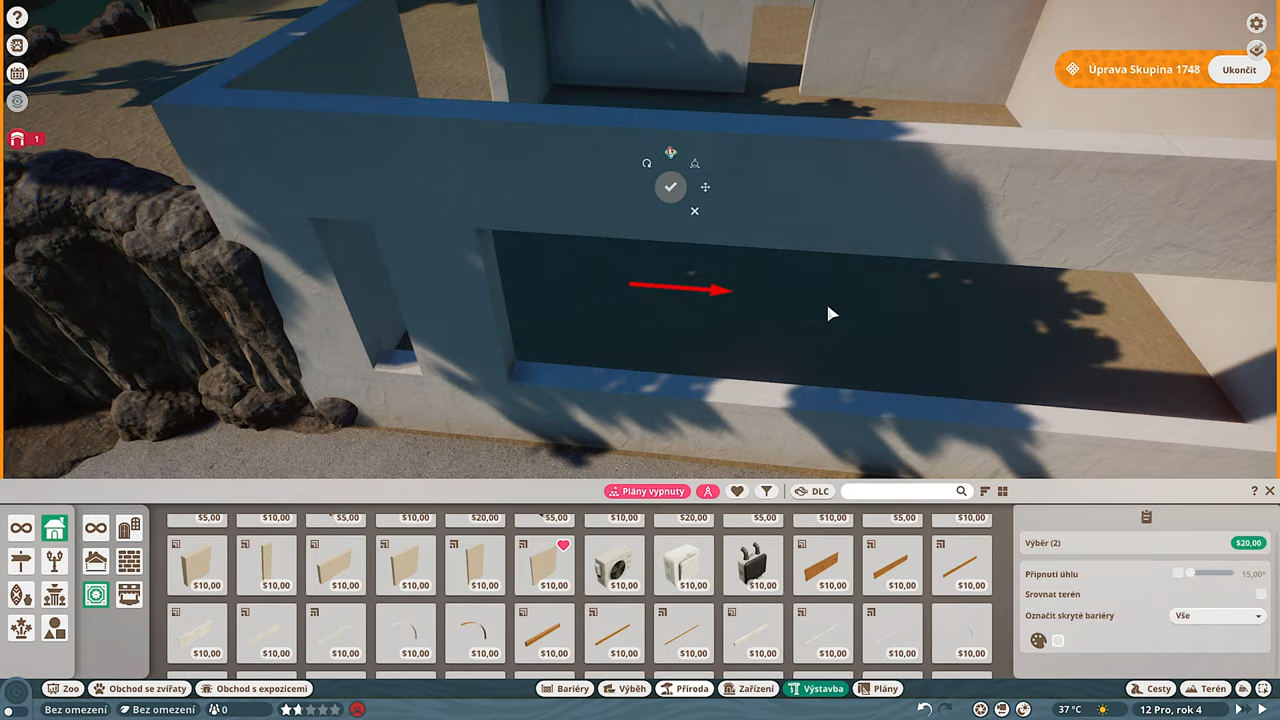 ?
Úprava Skupina 1748
Ukončit
1
Plány vypnuty
DLC
?
$5,00 $10,00 $5,00 $10,00 $20,00 $5,00 $10,00 $20,00 $5,00 $10,00 $5,00 $10,00
$10,00 $10,00 $10,00 $10,00 $10,00 $10,00 $10,00 $10,00 $10,00 $10,00 $10,00 $10,00
$10,00 $10,00 $10,00 $10,00 $10,00 $10,00 $10,00 $10,00 $10,00 $10,00 $10,00 $10,00
Výběr (2) $20,00
Připnutí úhlu 15,00°
Srovnat terén
Označit skryté bariéry Vše
Zoo Obchod se zvířaty Obchod s expozicemi Bariéry Výběh Příroda Zařízení Výstavba Plány Cesty Terén
Bez omezení Bez omezení 0 37 °C 12 Pro, rok 4